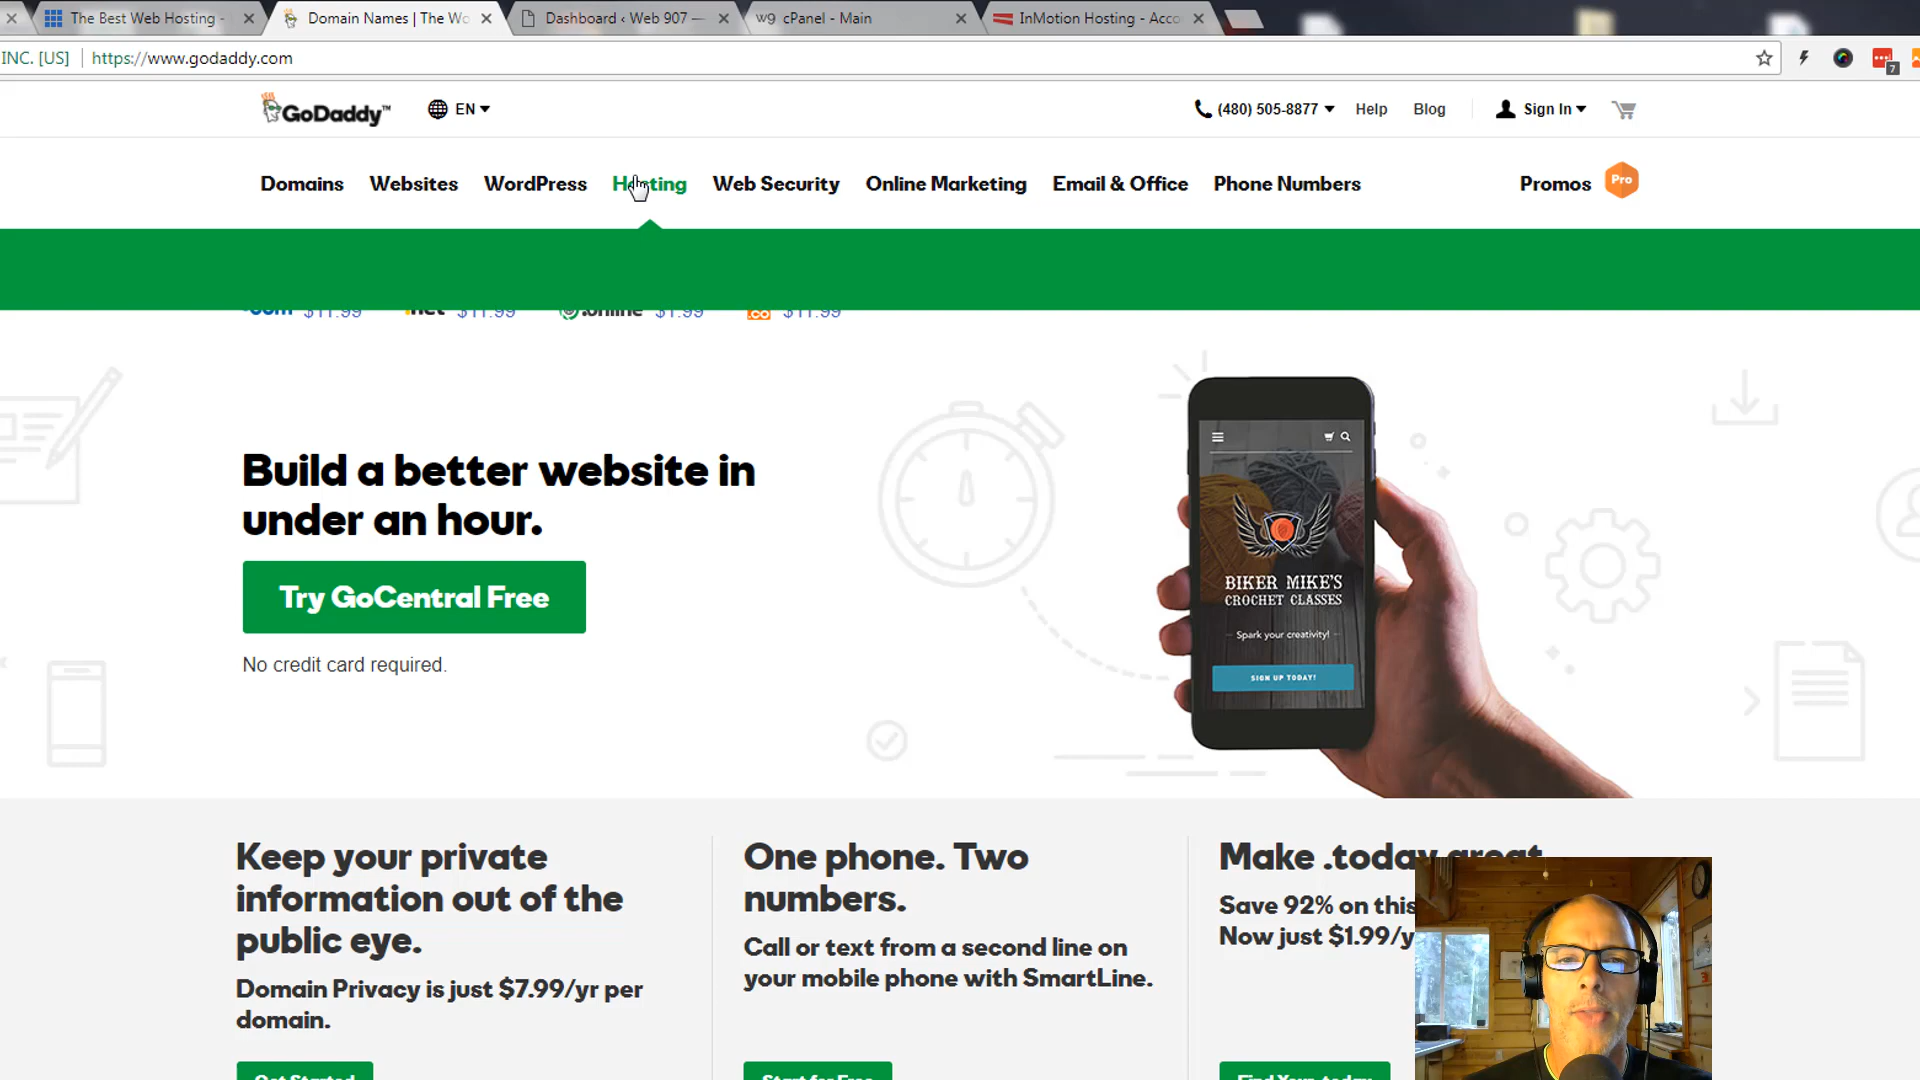 The Best Web Hosting -
Domain Names | The Wo
Dashboard ‹ Web 907 —
w9 cPanel - Main
InMotion Hosting - Acco
INC. [US] https://www.godaddy.com
7
GoDaddy™ EN
(480) 505-8877 Help Blog Sign In
Domains Websites WordPress Hosting Web Security Online Marketing Email & Office Phone Numbers Promos Pro
.com $11.99 .net $11.99 .online $1.99 .co $11.99
Build a better website in
under an hour.
Try GoCentral Free
No credit card required.
BIKER MIKE'S
CROCHET CLASSES
Spark your creativity!
SIGN UP TODAY!
Keep your private
information out of the
public eye.
Domain Privacy is just $7.99/yr per
domain.
Get Started
One phone. Two
numbers.
Call or text from a second line on
your mobile phone with SmartLine.
Start for Free
Make .today great
Save 92% on this
Now just $1.99/y
Find Your .today